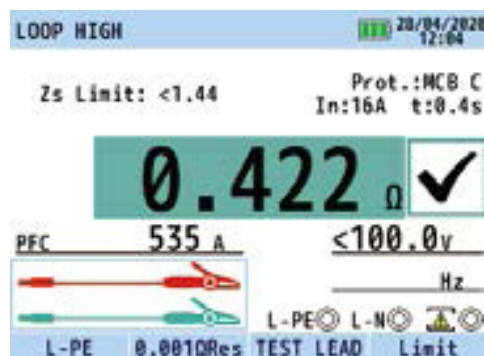 LOOP HIGH
28/04/2020
12:04
Zs Limit: <1.44
Prot.:MCB C
In:16A t:0.4s
0.422 Ω
PFC 535 A
<100.0V
Hz
L-PE L-N
L-PE 0.001ΩRes TEST LEAD Limit